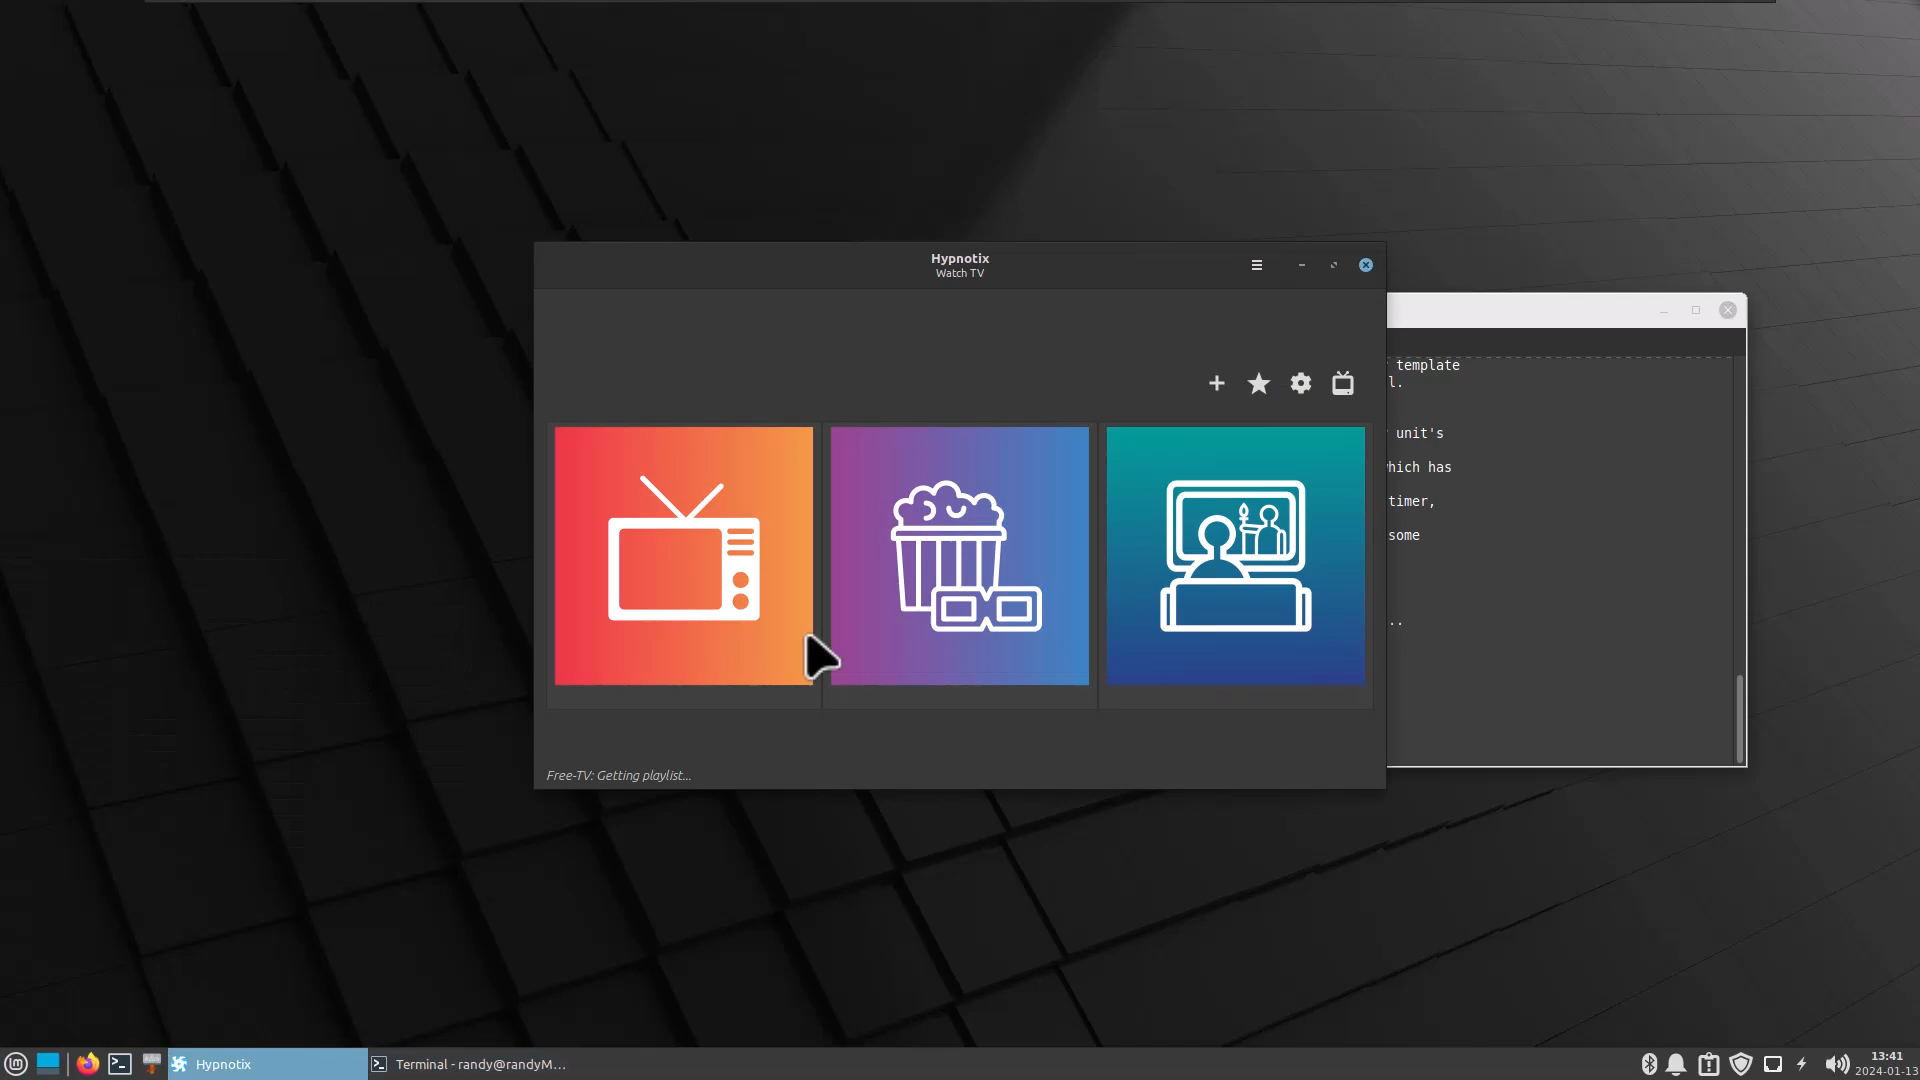 Hypnotix
Watch TV
template
l.
unit's
hich has
timer,
some
..
Free-TV: Getting playlist...
Hypnotix
Terminal - randy@randyM...
13:41
2024-01-13